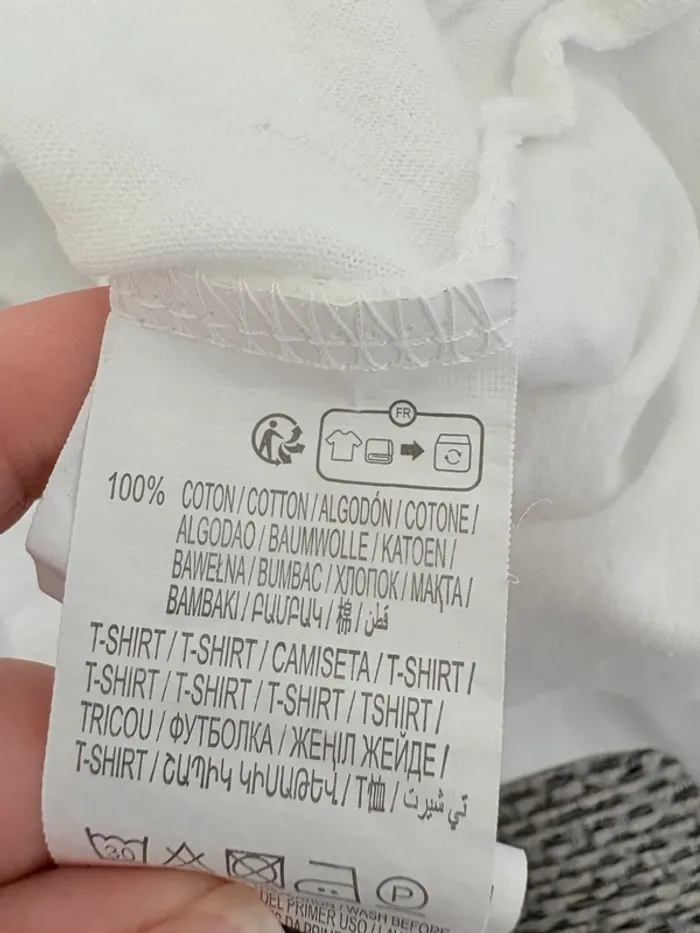 FR
100% COTON / COTTON / ALGODÓN / COTONE /
ALGODAO / BAUMWOLLE / KATOEN /
BAWEŁNA / BUMBAC / ХЛОПОК / МАҚТА /
BAMBAKI / ԲԱՄԲԱԿ / 棉 / قطن
T-SHIRT / T-SHIRT / CAMISETA / T-SHIRT /
T-SHIRT / T-SHIRT / T-SHIRT / TSHIRT /
TRICOU / ФУТБОЛКА / ЖЕҢІЛ ЖЕЙДЕ /
T-SHIRT / ՇԱՊԻԿ ԿԻՍԱԹԵՎ / T恤 / تي شيرت
30 P
DEL PRIMER USO / WASH BEFORE